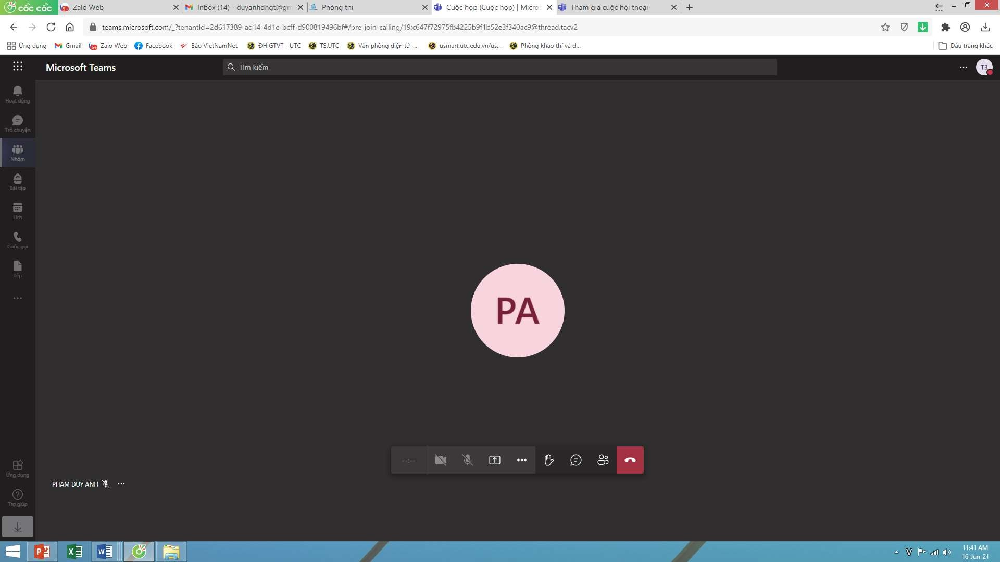 cốc cốc
Zalo Web
Inbox (14) - duyanhdhgt@gm
Phòng thi
Cuộc họp (Cuộc họp) | Micros
Tham gia cuộc hội thoại
teams.microsoft.com/_?tenantId=2d617389-ad14-4d1e-bcff-d900819496bf#/pre-join-calling/19:c647f72975fb4225b9f1b52e3f340ac9@thread.tacv2
Ứng dụng
Gmail
5+
Zalo Web
Facebook
Báo VietNamNet
ĐH GTVT - UTC
TS.UTC
Văn phòng điện tử -...
usmart.utc.edu.vn/us...
Phòng khảo thí và đ...
Dấu trang khác
Microsoft Teams
Tìm kiếm
T3
Hoạt động
Trò chuyện
Nhóm
Bài tập
Lịch
Cuộc gọi
Tệp
PA
--:--
Ứng dụng
PHAM DUY ANH
Trợ giúp
11:41 AM
16-Jun-21